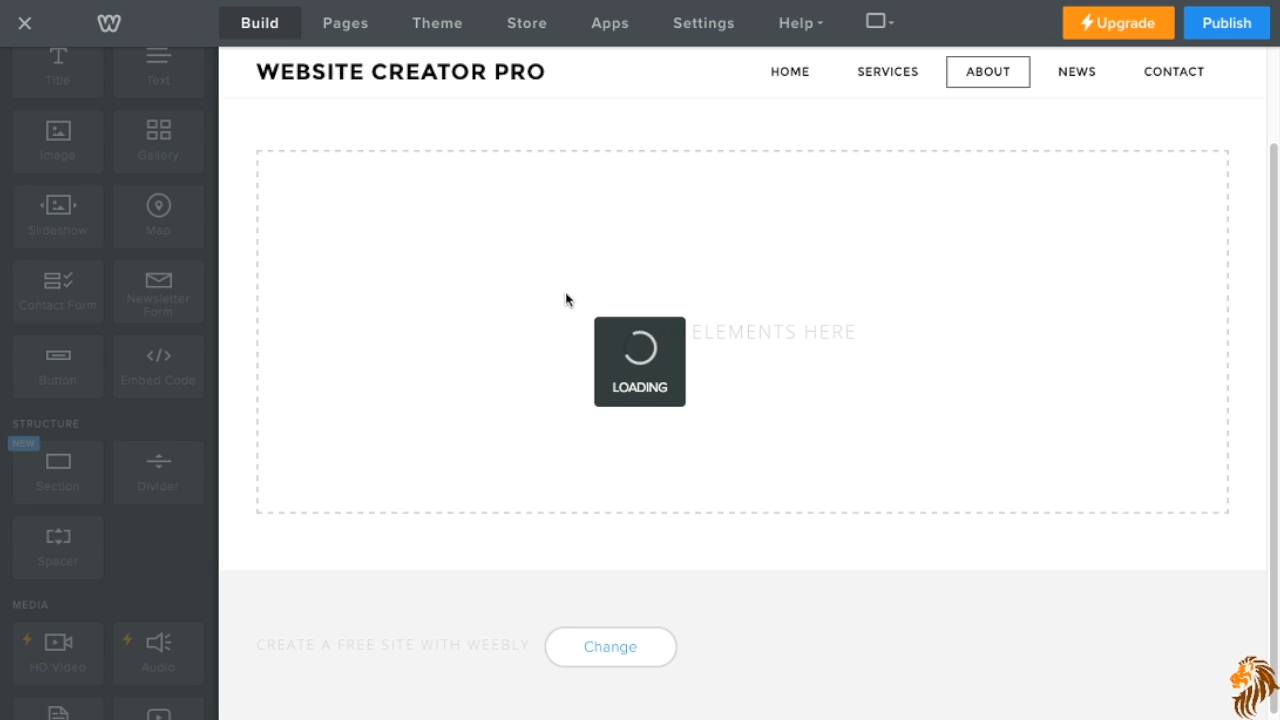 Build Pages Theme Store Apps Settings Help Upgrade Publish
WEBSITE CREATOR PRO HOME SERVICES ABOUT NEWS CONTACT
Title Text
Image Gallery
Slideshow Map
Contact Form Newsletter Form
Button Embed Code
STRUCTURE
NEW
Section Divider
Spacer
MEDIA
HD Video Audio
ELEMENTS HERE
LOADING
CREATE A FREE SITE WITH WEEBLY Change